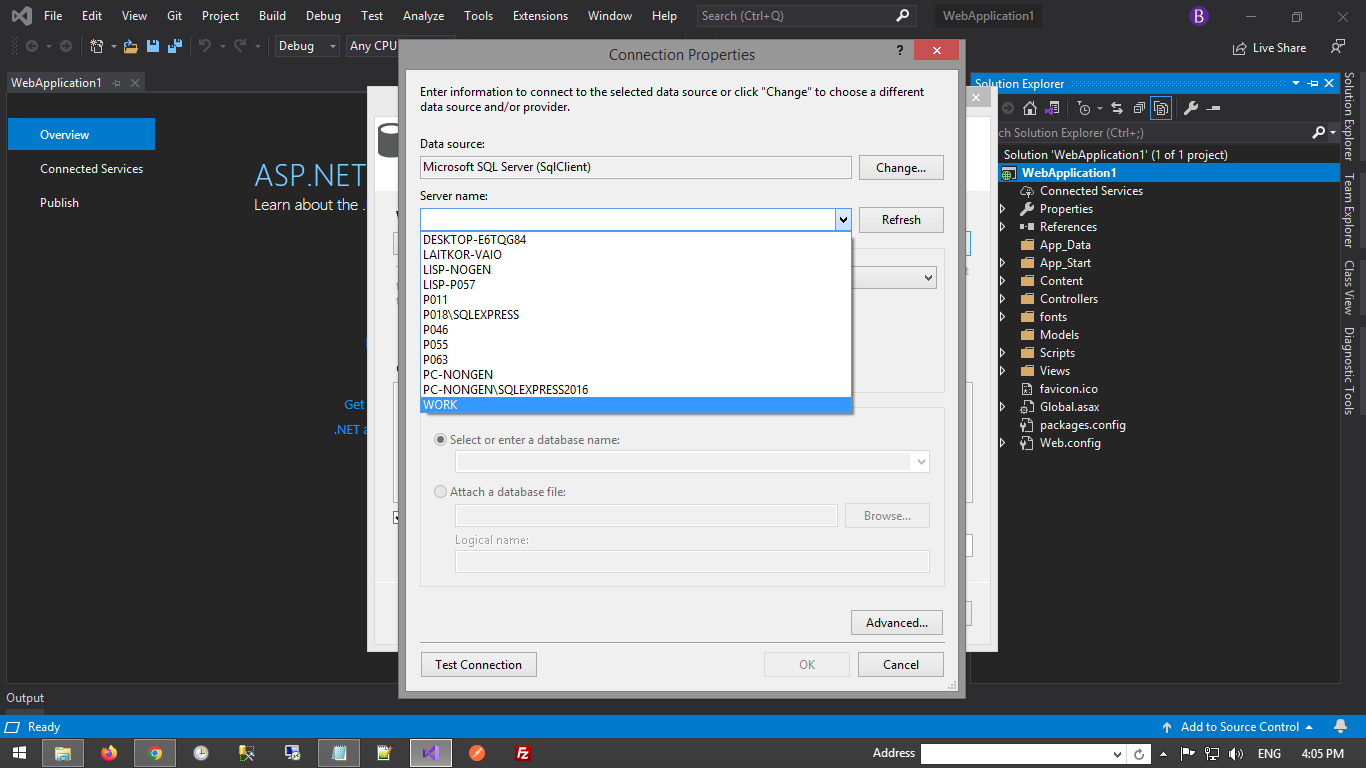 File Edit View Git Project Build Debug Test Analyze Tools Extensions Window Help Search (Ctrl+Q) WebApplication1 B
Debug Any CPU Live Share
Connection Properties ?
WebApplication1
Solution Explorer
Enter information to connect to the selected data source or click "Change" to choose a different
data source and/or provider.
ch Solution Explorer (Ctrl+;)
Overview
Connected Services
Publish
ASP.NET
Learn about the .
Get
.NET
Data source:
Microsoft SQL Server (SqlClient) Change...
Server name:
Refresh
DESKTOP-E6TQG84
LAITKOR-VAIO
LISP-NOGEN
LISP-P057
P011
P018\SQLEXPRESS
P046
P055
P063
PC-NONGEN
PC-NONGEN\SQLEXPRESS2016
WORK
Select or enter a database name:
Attach a database file:
Browse...
Logical name:
Advanced...
Test Connection OK Cancel
Solution 'WebApplication1' (1 of 1 project)
WebApplication1
Connected Services
Properties
References
App_Data
App_Start
Content
Controllers
fonts
Models
Scripts
Views
favicon.ico
Global.asax
packages.config
Web.config
Solution Explorer
Team Explorer
Class View
Diagnostic Tools
Output
Ready Add to Source Control
Address ENG 4:05 PM